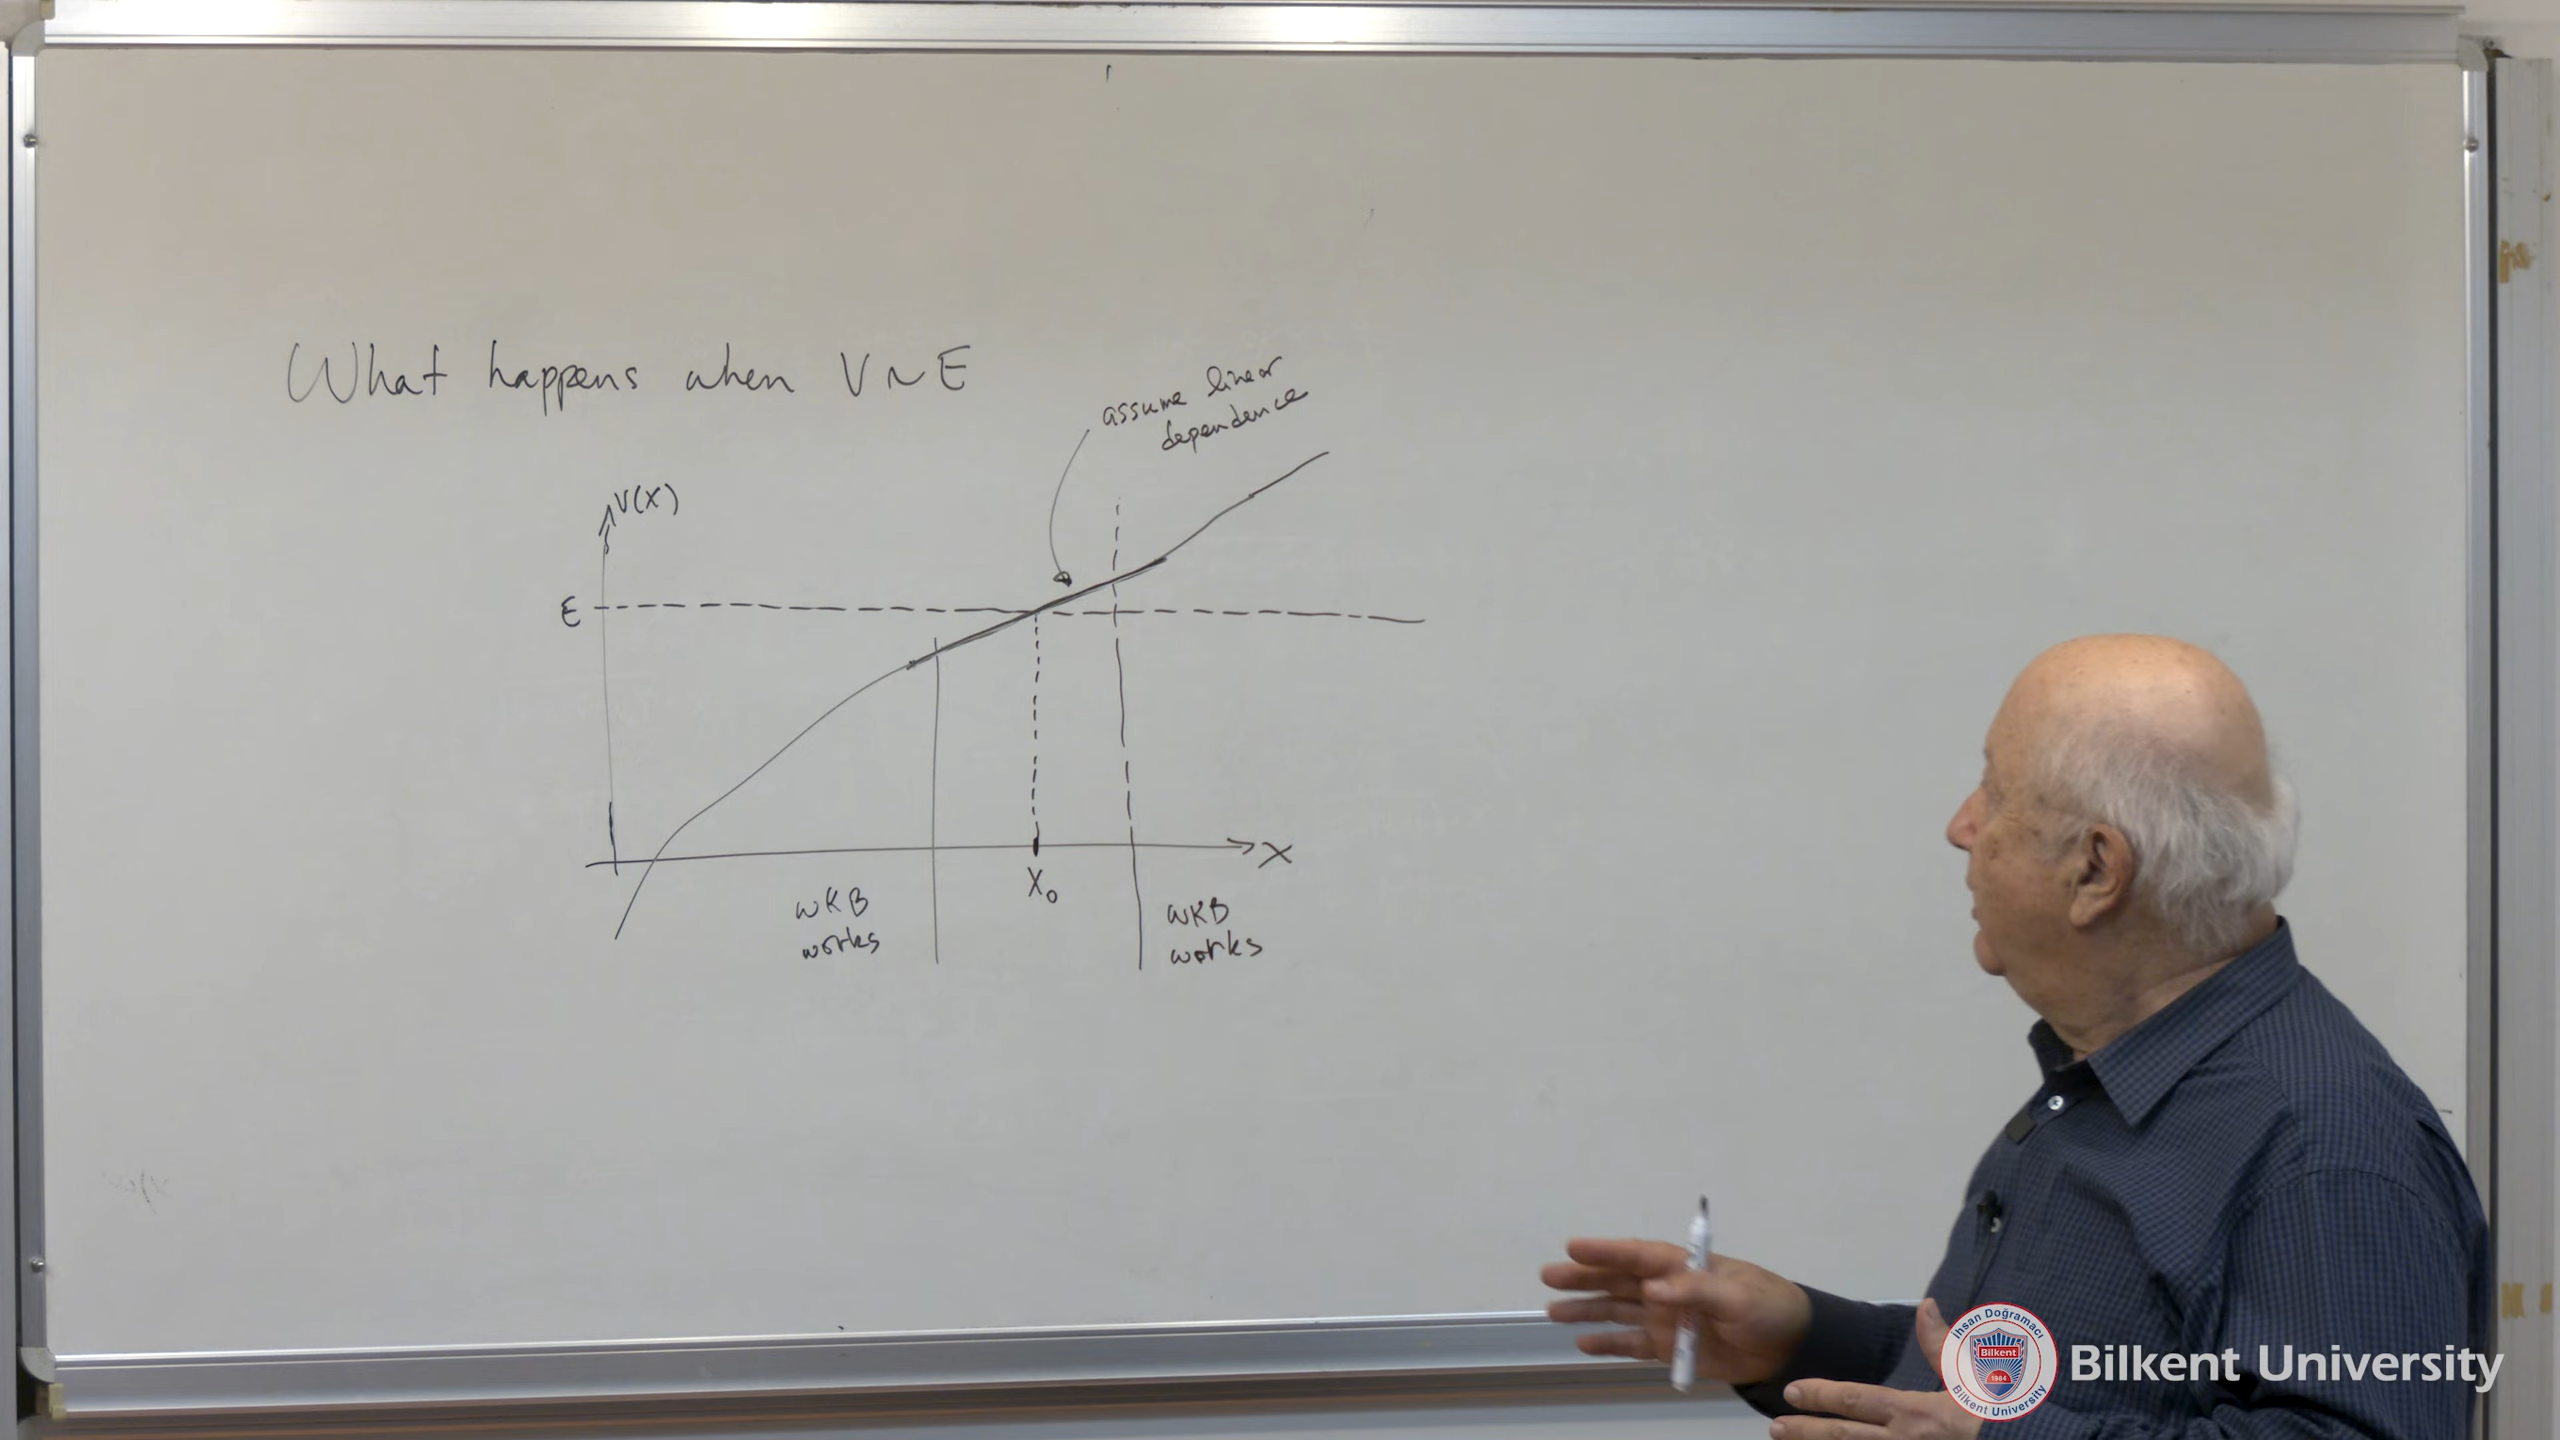 What happens when V~E
assume linear
dependence
V(x)
E
x
x₀
WKB
works
WKB
works
İhsan Doğramacı
Bilkent
1984
Bilkent University
Bilkent University